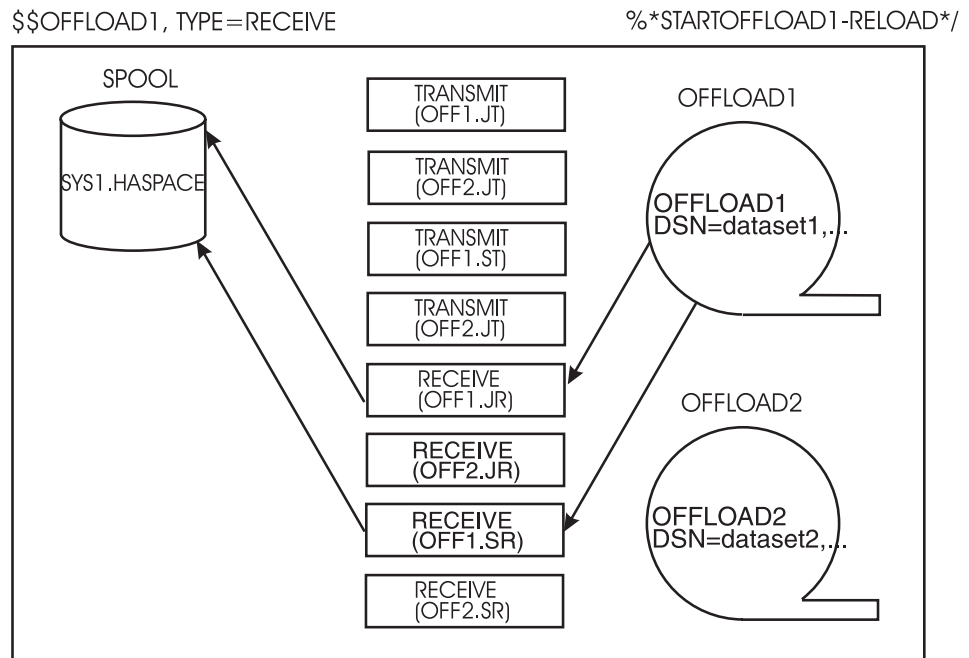 $$OFFLOAD1, TYPE=RECEIVE
%*STARTOFFLOAD1-RELOAD*/
SPOOL
SYS1.HASPACE
TRANSMIT
(OFF1.JT)
TRANSMIT
(OFF2.JT)
TRANSMIT
(OFF1.ST)
TRANSMIT
(OFF2.JT)
RECEIVE
(OFF1.JR)
RECEIVE
(OFF2.JR)
RECEIVE
(OFF1.SR)
RECEIVE
(OFF2.SR)
OFFLOAD1
OFFLOAD1
DSN=dataset1,...
OFFLOAD2
OFFLOAD2
DSN=dataset2,...